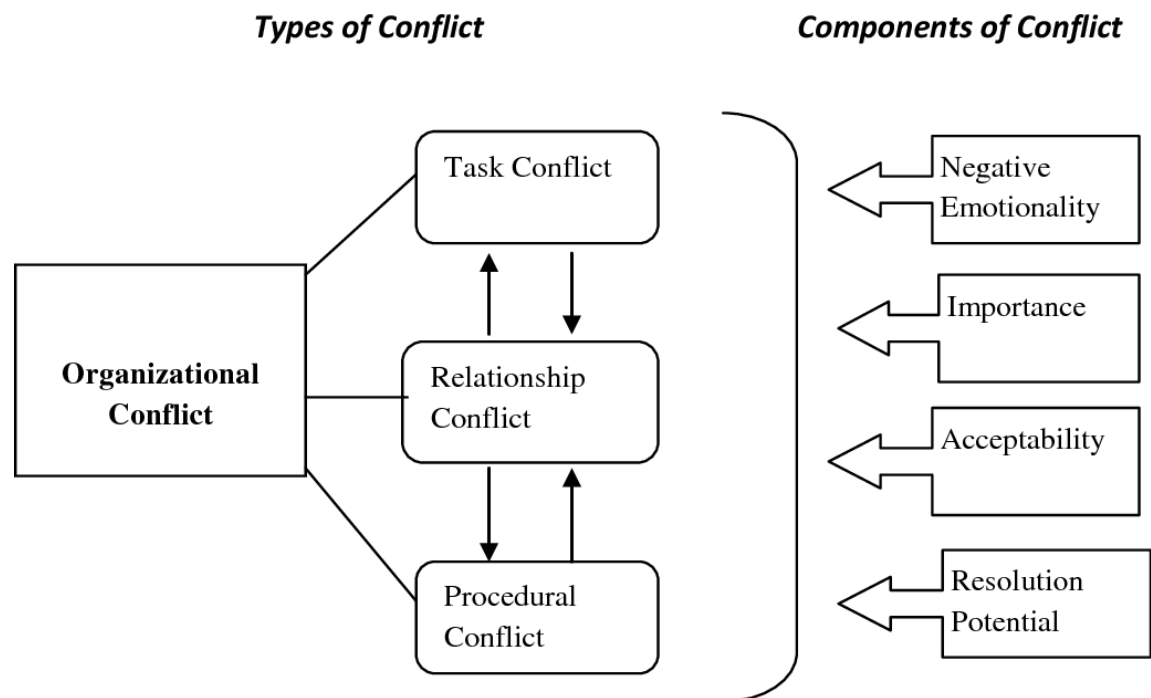 Types of Conflict
Components of Conflict
Task Conflict
Negative
Emotionality
Importance
Organizational
Conflict
Relationship
Conflict
Acceptability
Procedural
Conflict
Resolution
Potential